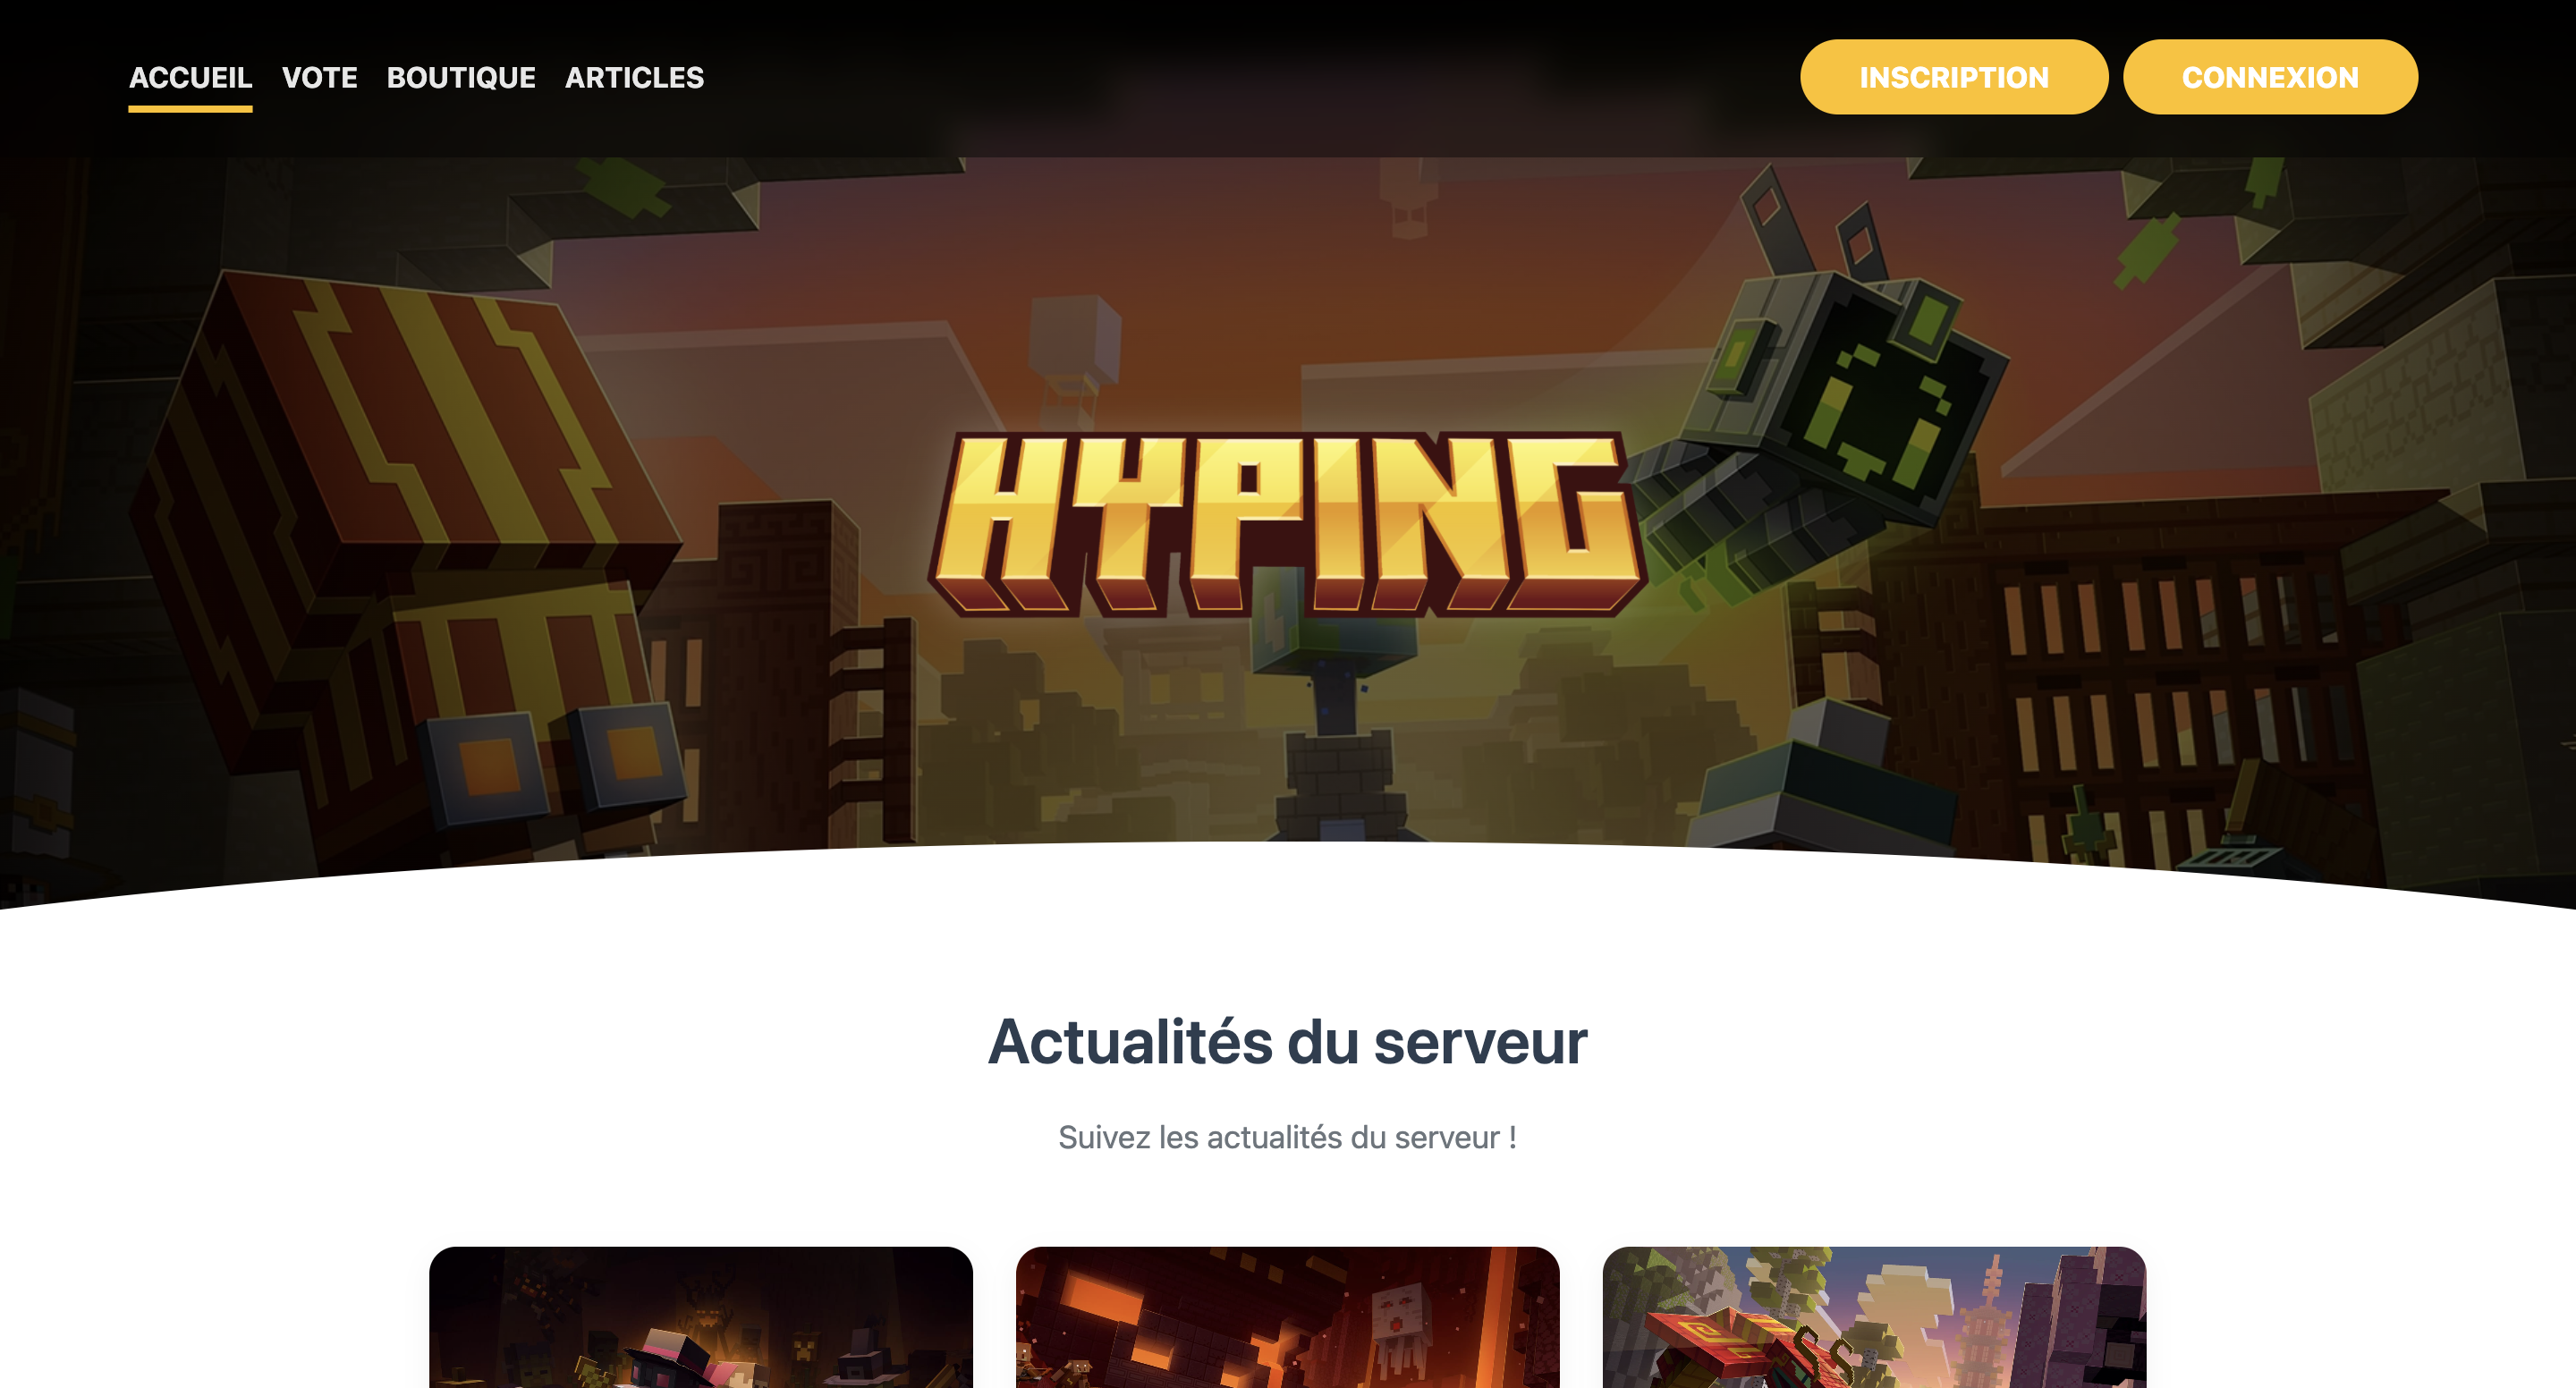 ACCUEIL VOTE BOUTIQUE ARTICLES INSCRIPTION CONNEXION
HYPING
Actualités du serveur
Suivez les actualités du serveur !